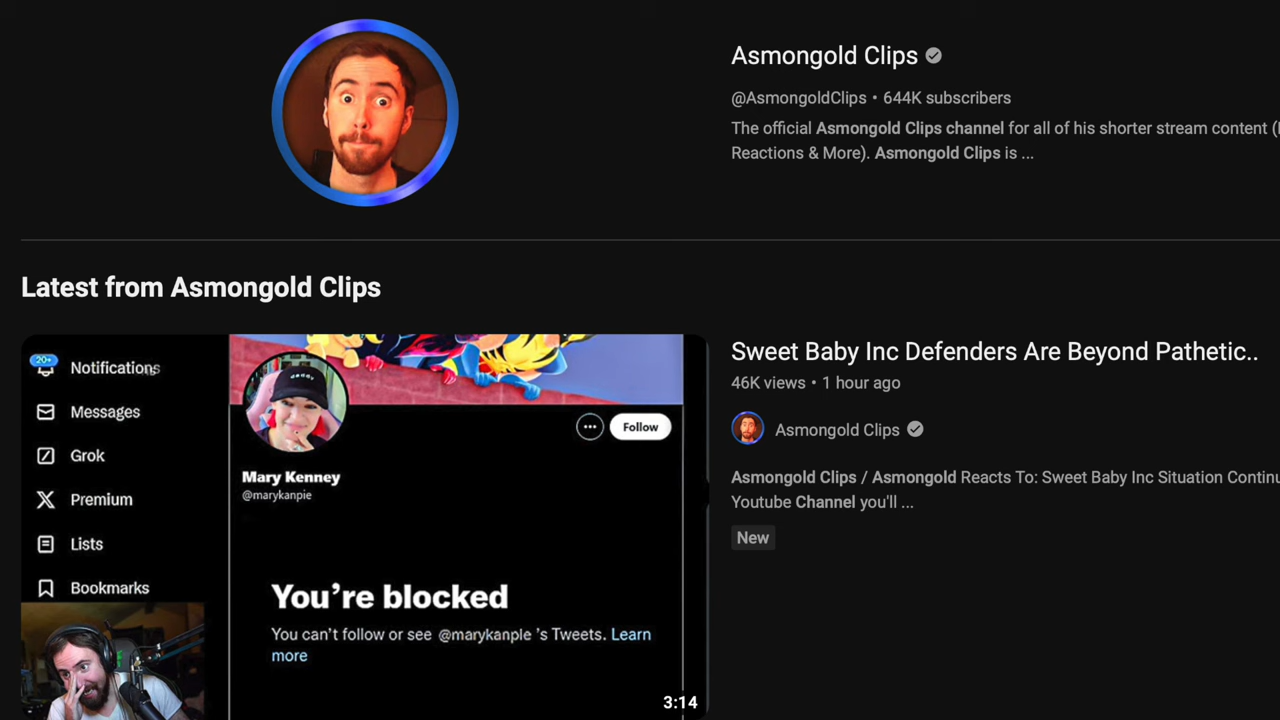 Asmongold Clips
@AsmongoldClips • 644K subscribers
The official Asmongold Clips channel for all of his shorter stream content (
Reactions & More). Asmongold Clips is ...
Latest from Asmongold Clips
20+
Notifications
Messages
Grok
Premium
Lists
Bookmarks
daddy
Follow
Mary Kenney
@marykanpie
You're blocked
You can't follow or see @marykanpie 's Tweets. Learn
more
3:14
Sweet Baby Inc Defenders Are Beyond Pathetic..
46K views • 1 hour ago
Asmongold Clips
Asmongold Clips / Asmongold Reacts To: Sweet Baby Inc Situation Continu
Youtube Channel you'll ...
New